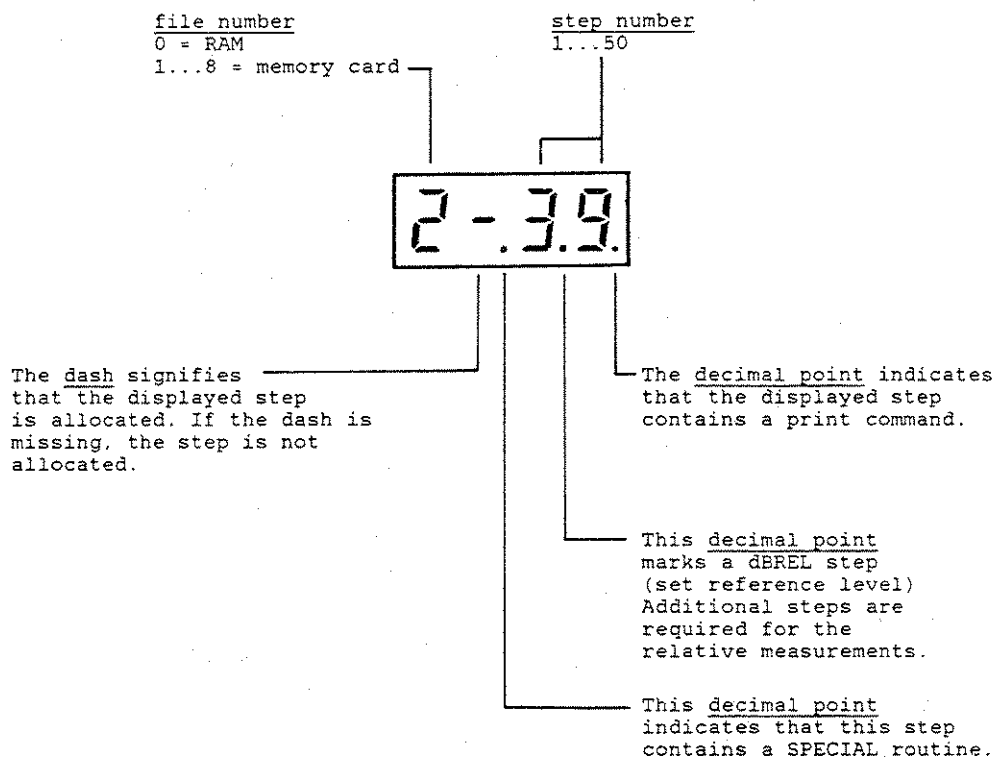 file number
0 = RAM
1...8 = memory card
step number
1...50
2-.3.9.
The dash signifies
that the displayed step
is allocated. If the dash is
missing, the step is not
allocated.
The decimal point indicates
that the displayed step
contains a print command.
This decimal point
marks a dBREL step
(set reference level)
Additional steps are
required for the
relative measurements.
This decimal point
indicates that this step
contains a SPECIAL routine.